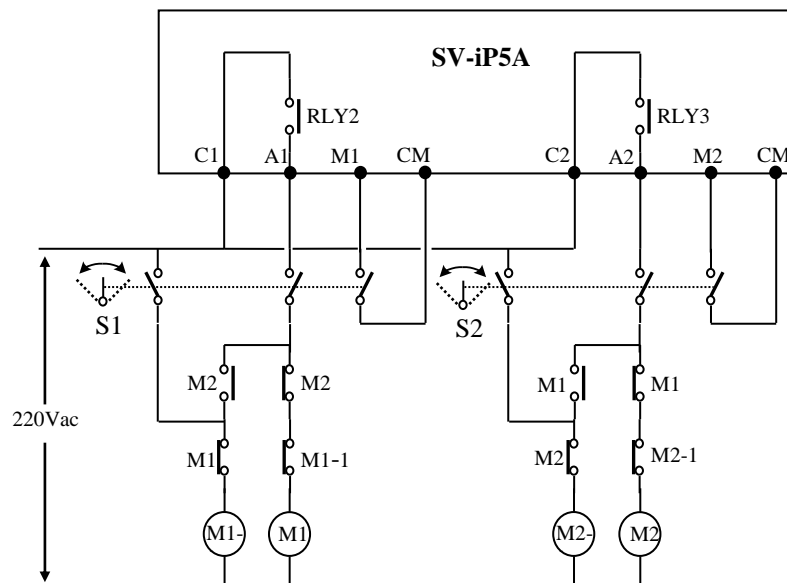 SV-iP5A
RLY2
RLY3
C1
A1
M1
CM
C2
A2
M2
CM
S1
S2
M2
M2
M1
M1
220Vac
M1
M1-1
M2
M2-1
M1-
M1
M2-
M2